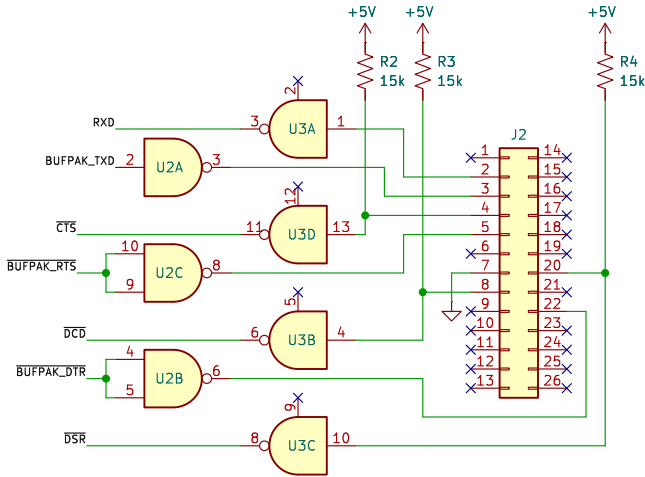 +5V +5V +5V
R2 R3 R4
15k 15k 15k
2
RXD 3 U3A 1
J2
BUFPAK_TXD 2 U2A 3
1 14
2 15
3 16
4 17
5 18
6 19
7 20
8 21
9 22
10 23
11 24
12 25
13 26
12
CTS 11 U3D 13
10
BUFPAK_RTS U2C 8
9
5
DCD 6 U3B 4
4
BUFPAK_DTR U2B 6
5
9
DSR 8 U3C 10